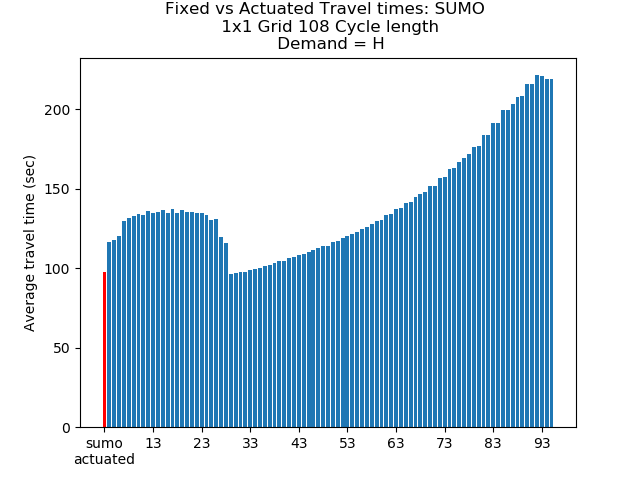 Fixed vs Actuated Travel times: SUMO
1x1 Grid 108 Cycle length
Demand = H
Average travel time (sec)
200
150
100
50
0
sumo actuated 13 23 33 43 53 63 73 83 93